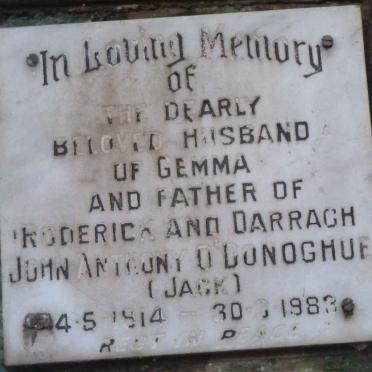 In Loving Memory
OF
THE DEARLY
BELOVED HUSBAND
OF GEMMA
AND FATHER OF
RODERICK AND DARRAGH
JOHN ANTHONY O'DONOGHUE
(JACK)
4-5-1914 - 30- -1983
REST IN PEACE